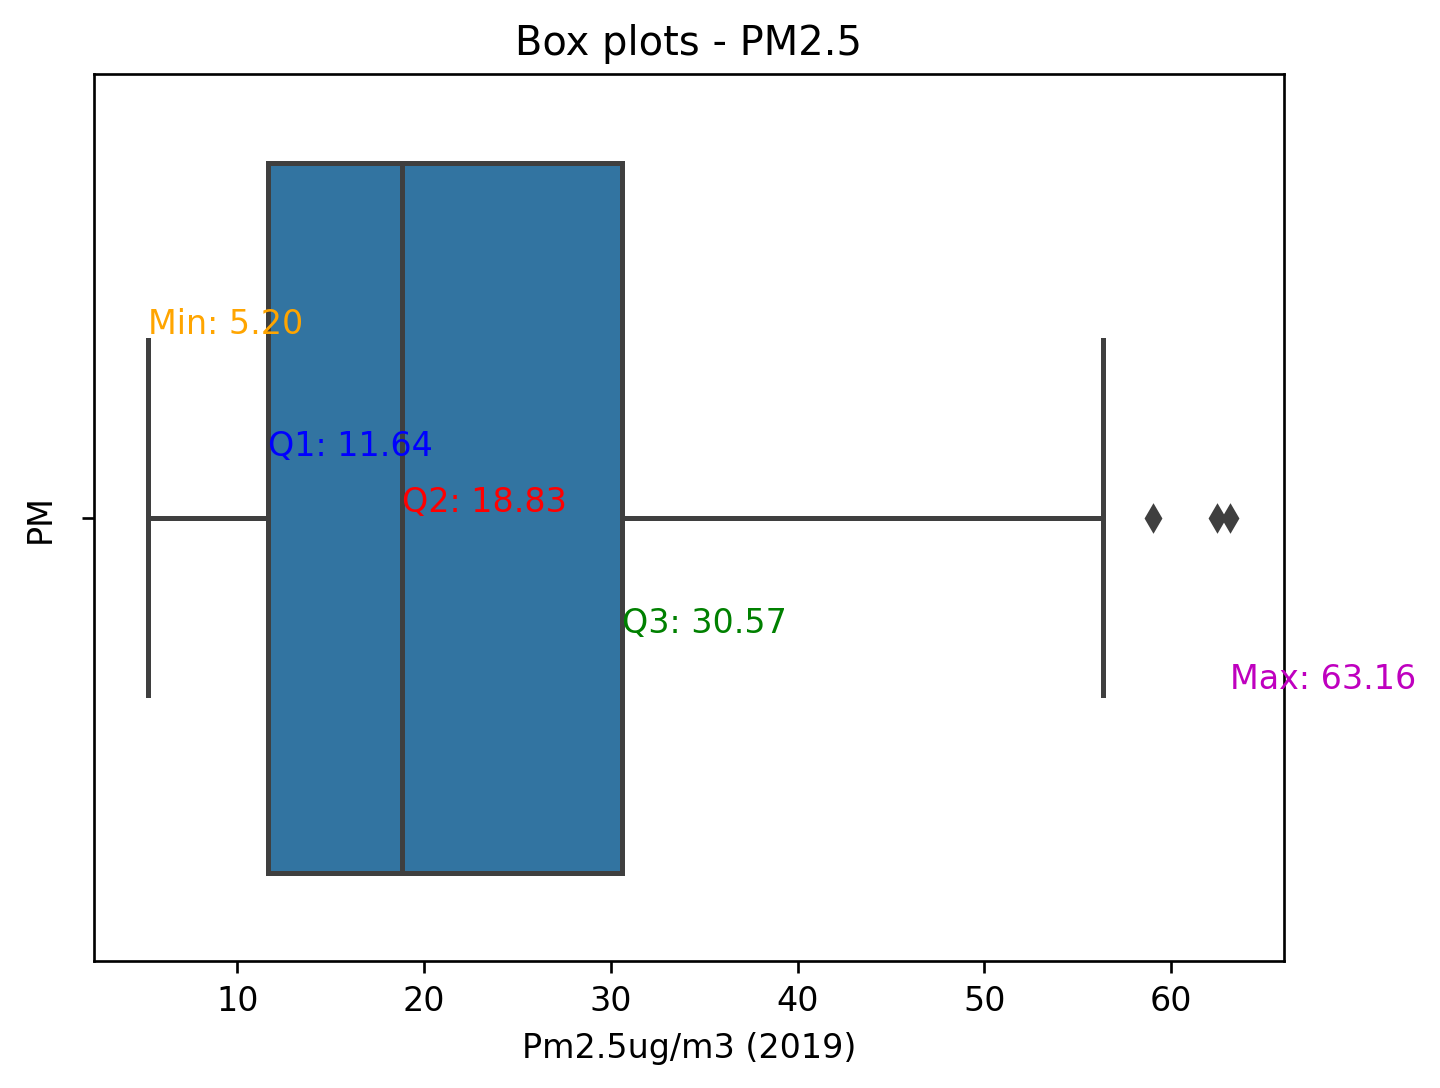 Box plots - PM2.5
Min: 5.20
Q1: 11.64
Q2: 18.83
PM
Q3: 30.57
Max: 63.16
10 20 30 40 50 60
Pm2.5ug/m3 (2019)